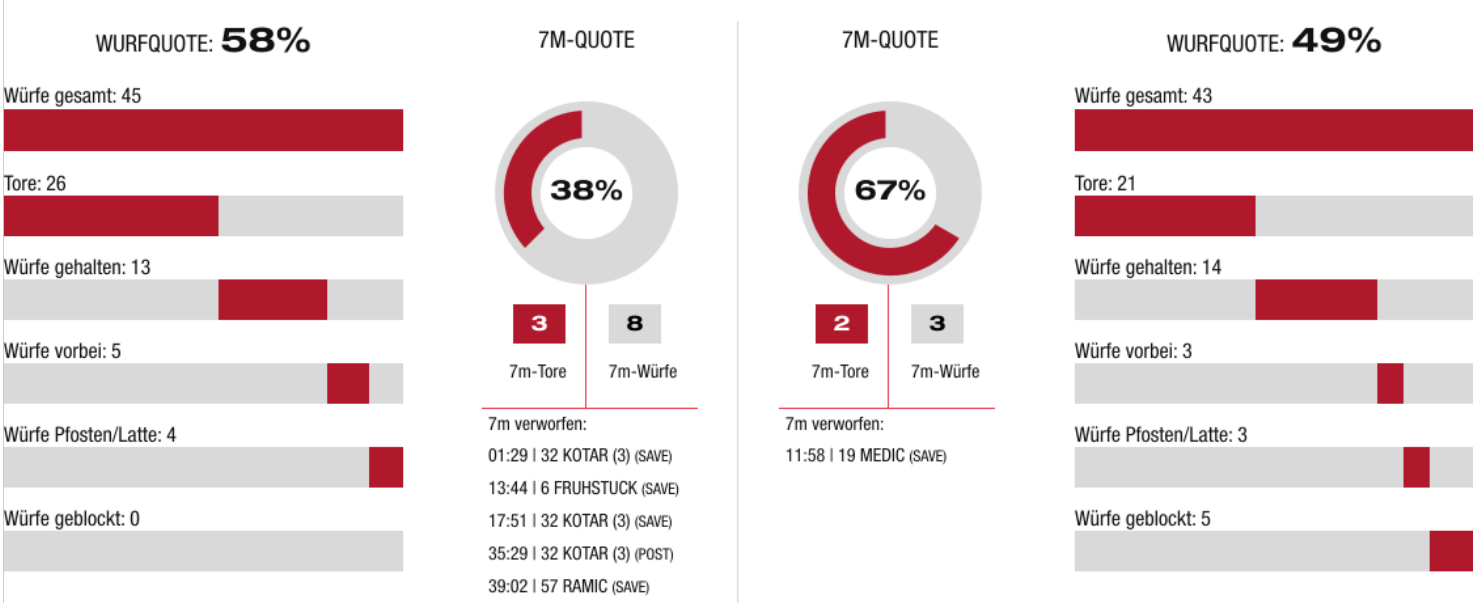 WURFQUOTE: 58%
Würfe gesamt: 45
Tore: 26
Würfe gehalten: 13
Würfe vorbei: 5
Würfe Pfosten/Latte: 4
Würfe geblockt: 0
7M-QUOTE
38%
3
8
7m-Tore
7m-Würfe
7m verworfen:
01:29 | 32 KOTAR (3) (SAVE)
13:44 | 6 FRUHSTUCK (SAVE)
17:51 | 32 KOTAR (3) (SAVE)
35:29 | 32 KOTAR (3) (POST)
39:02 | 57 RAMIC (SAVE)
7M-QUOTE
67%
2
3
7m-Tore
7m-Würfe
7m verworfen:
11:58 | 19 MEDIC (SAVE)
WURFQUOTE: 49%
Würfe gesamt: 43
Tore: 21
Würfe gehalten: 14
Würfe vorbei: 3
Würfe Pfosten/Latte: 3
Würfe geblockt: 5